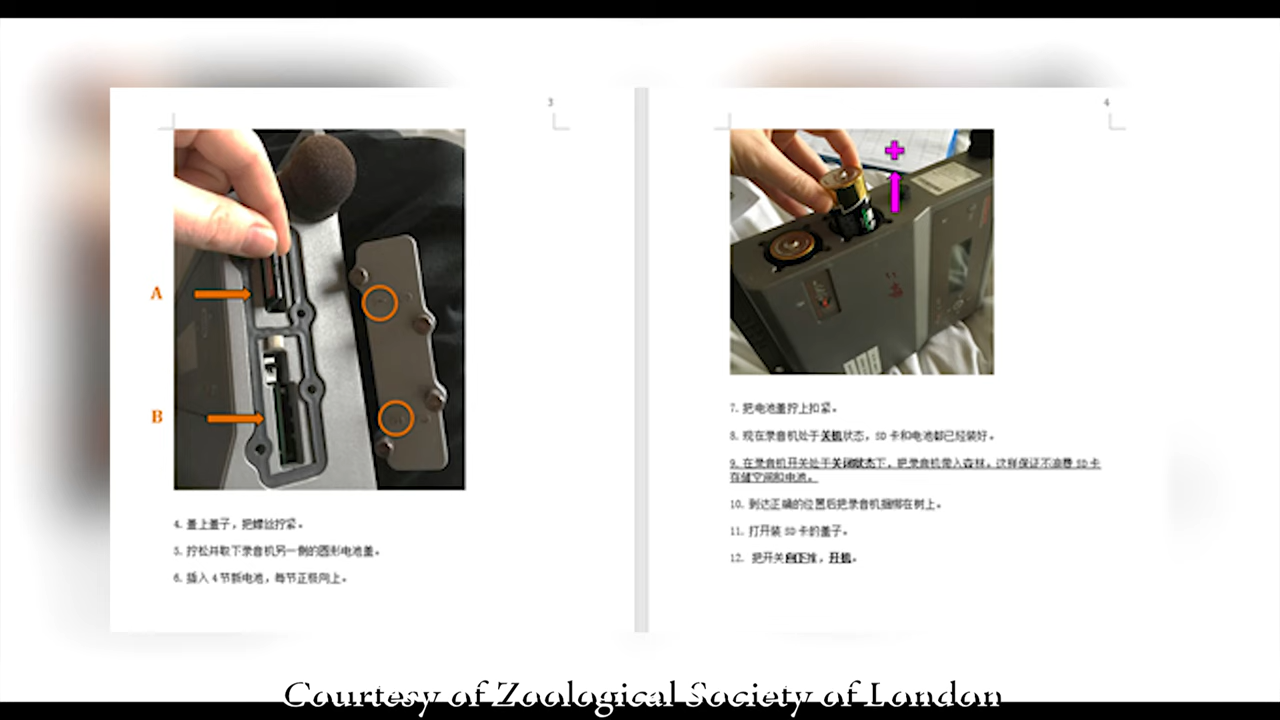 3
A
B
4. 盖上盖子，把螺丝拧紧。
5. 拧松并取下录音机另一侧的圆形电池盖。
6. 插入 4 节新电池，每节正极向上。
4
+
7. 把电池盖拧上扣紧。
8. 现在录音机处于关机状态，SD 卡和电池都已经装好。
9. 在录音机开关处于关闭状态下，把录音机带入森林。这样保证不浪费 SD 卡
存储空间和电池。
10. 到达正确的位置后把录音机捆绑在树上。
11. 打开装 SD 卡的盖子。
12. 把开关向下推，开机。
Courtesy of Zoological Society of London